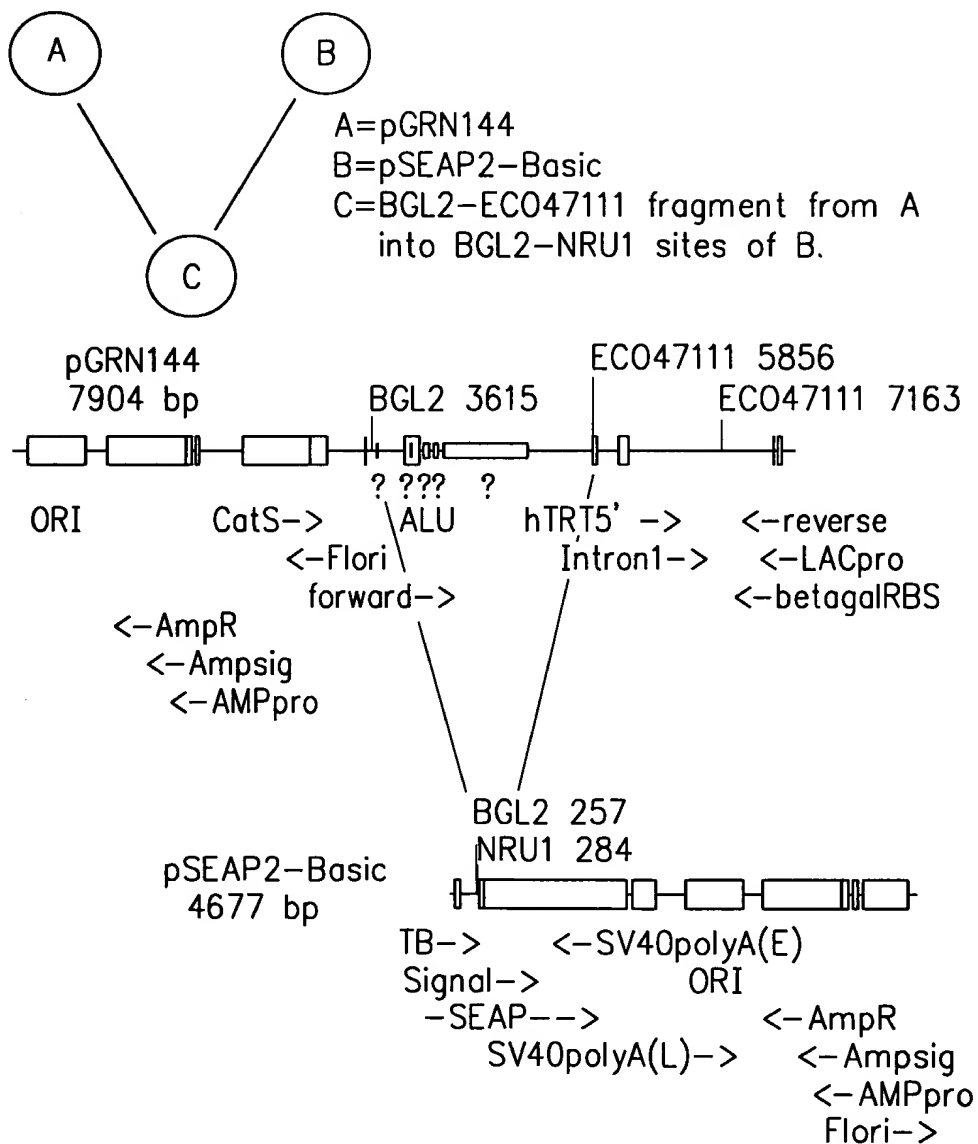 A
B
A=pGRN144
B=pSEAP2-Basic
C=BGL2-ECO47111 fragment from A
into BGL2-NRU1 sites of B.
C
pGRN144
7904 bp
ECO47111 5856
BGL2 3615
ECO47111 7163
? ??? ?
ORI
CatS->
ALU
hTRT5' ->
<-reverse
<-Flori
Intron1->
<-LACpro
forward->
<-betagalRBS
<-AmpR
<-Ampsig
<-AMPpro
BGL2 257
NRU1 284
pSEAP2-Basic
4677 bp
TB->
<-SV40polyA(E)
Signal->
ORI
-SEAP-->
<-AmpR
SV40polyA(L)->
<-Ampsig
<-AMPpro
Flori->